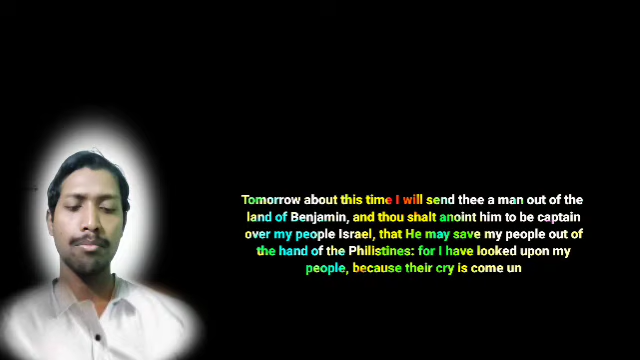 Tomorrow about this time I will send thee a man out of the
land of Benjamin, and thou shalt anoint him to be captain
over my people Israel, that He may save my people out of
the hand of the Philistines: for I have looked upon my
people, because their cry is come un